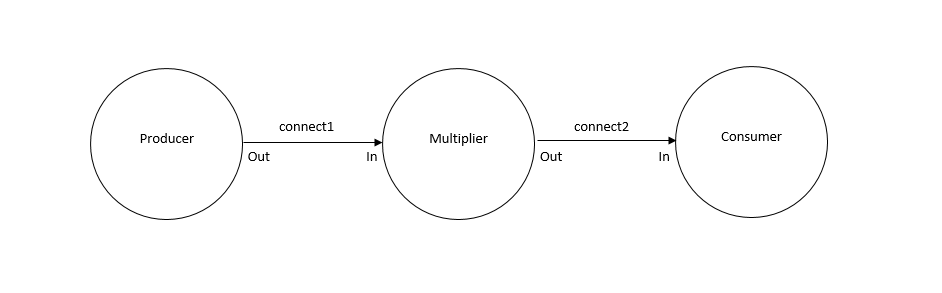 connect1
connect2
Producer
Multiplier
Consumer
Out
In
Out
In